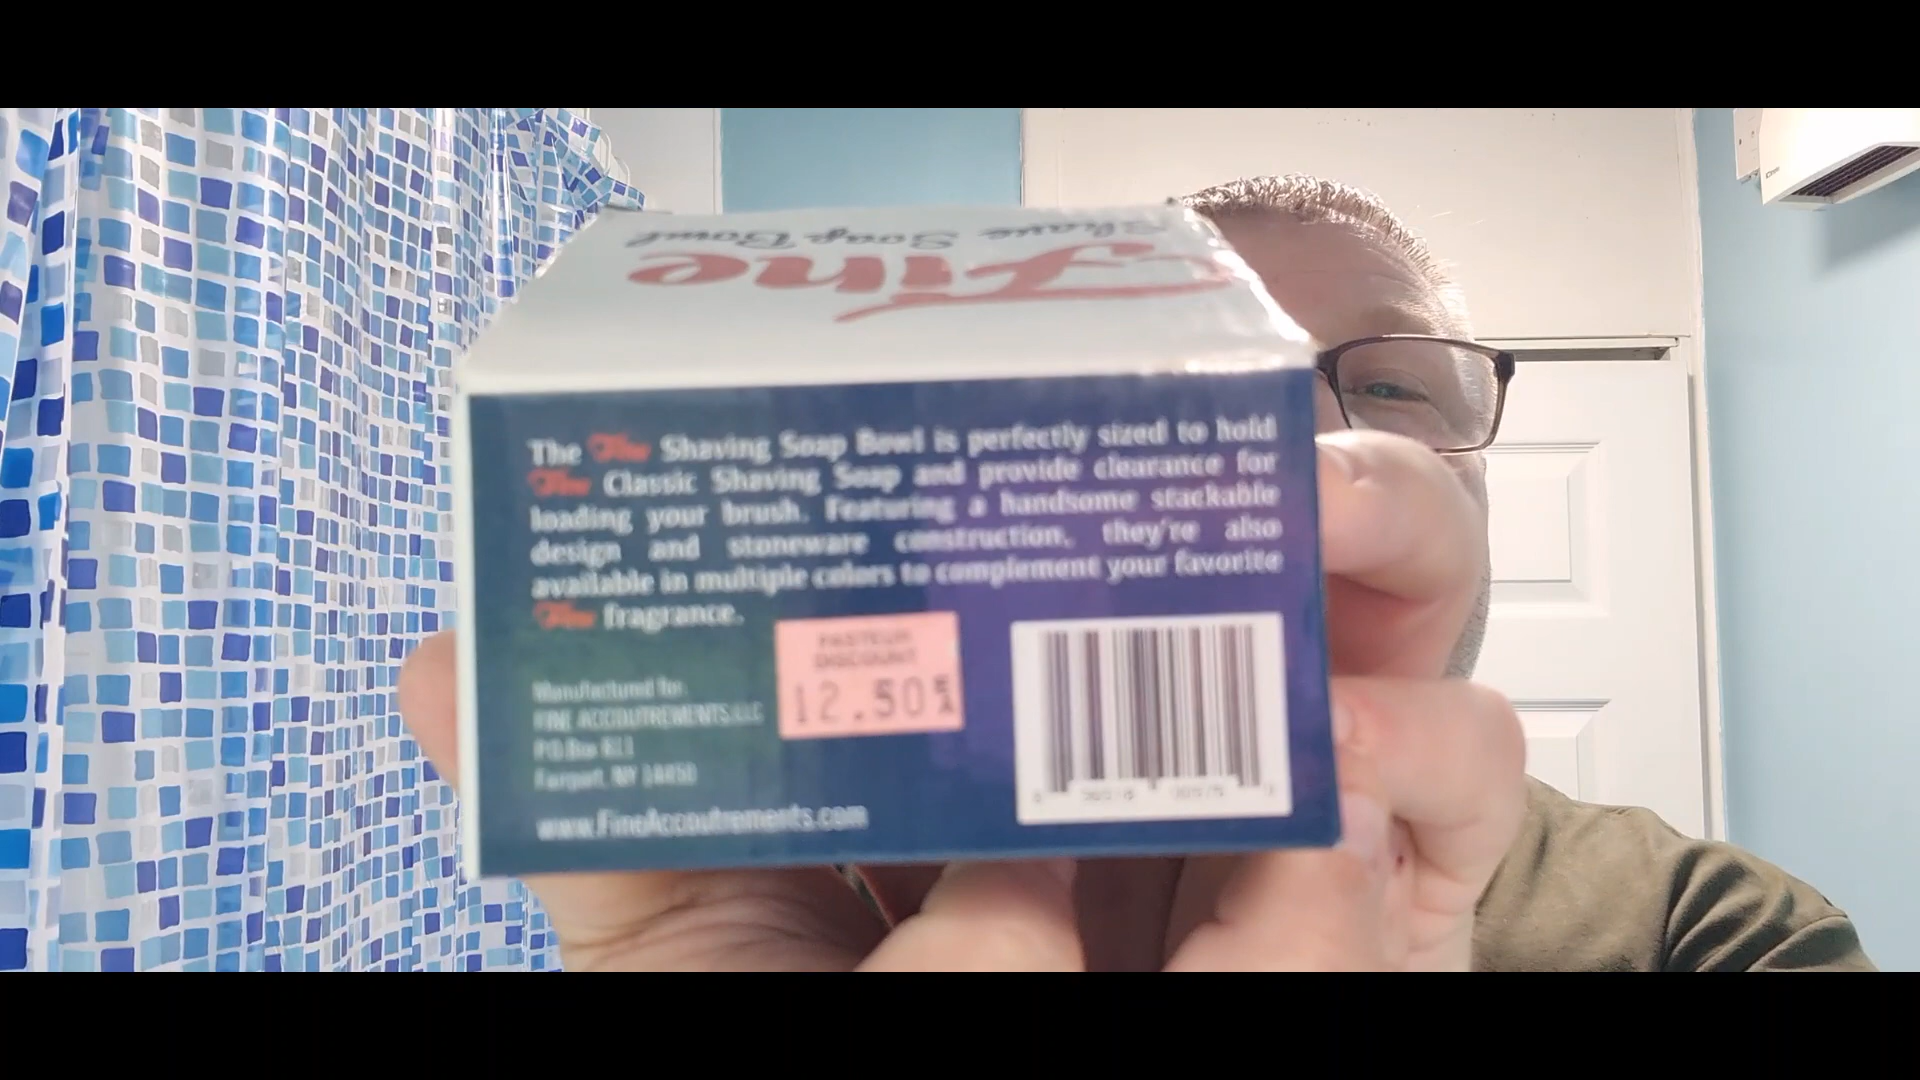 Shave Soap Bowl
Fine
The Fine Shaving Soap Bowl is perfectly sized to hold
Fine Classic Shaving Soap and provide clearance for
loading your brush. Featuring a handsome stackable
design and stoneware construction, they're also
available in multiple colors to complement your favorite
Fine fragrance.
PASTEUR
DISCOUNT
12.50
Manufactured for:
FINE ACCOUTREMENTS LLC
P.O. Box 611
Fairport, NY 14450
www.FineAccoutrements.com